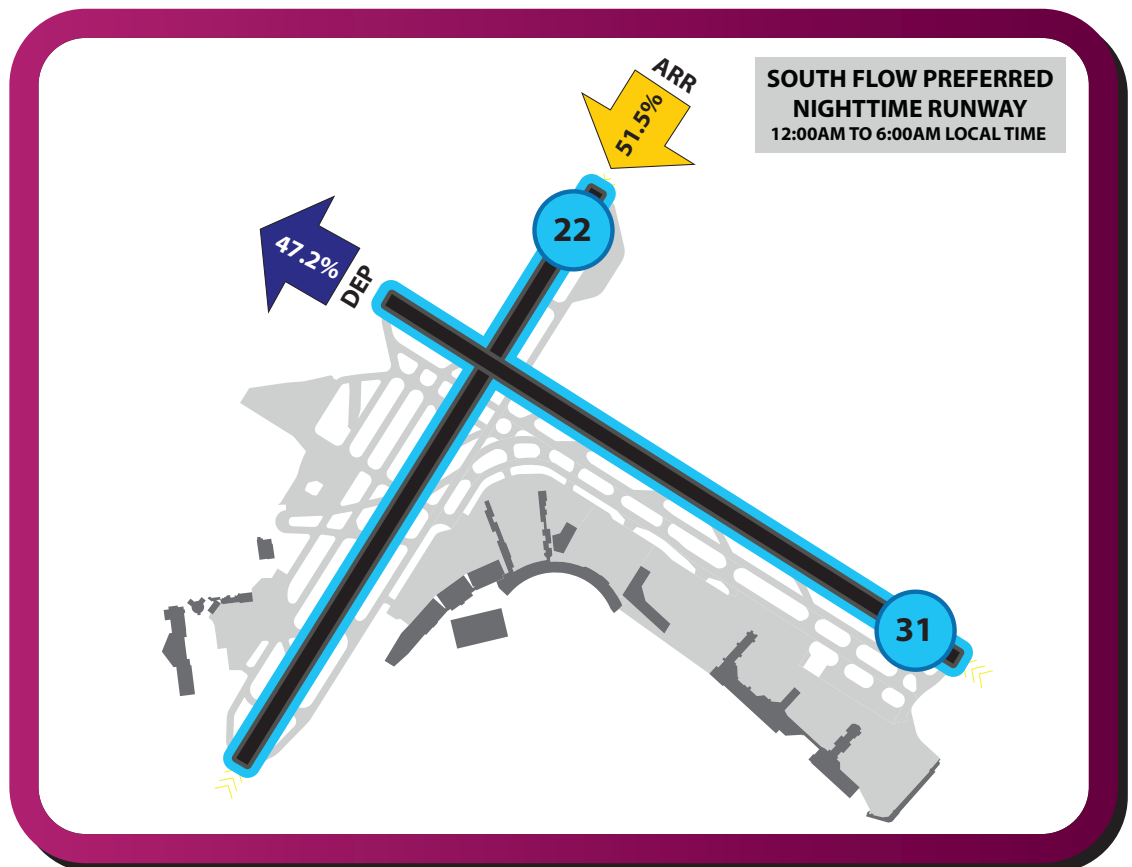 SOUTH FLOW PREFERRED
NIGHTTIME RUNWAY
12:00AM TO 6:00AM LOCAL TIME
ARR
51.5%
22
47.2%
DEP
31